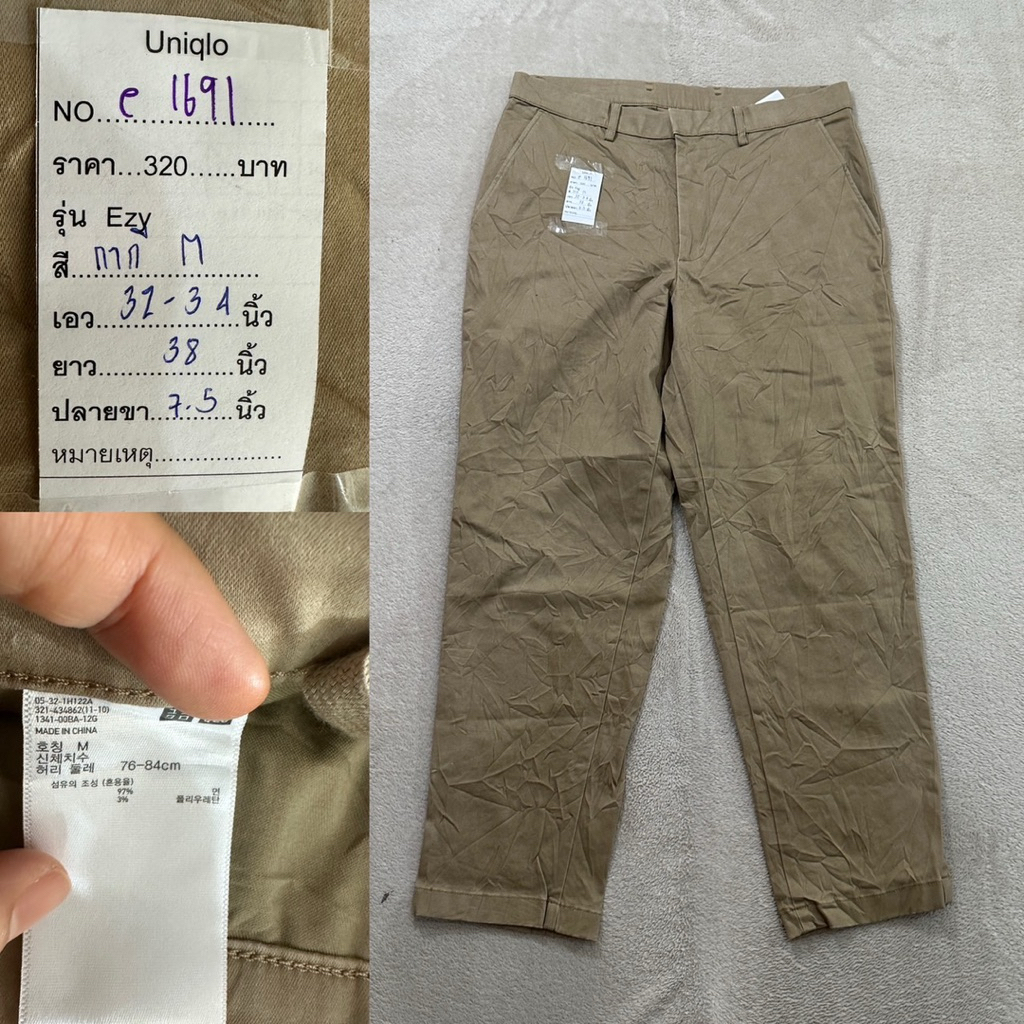 Uniqlo
NO...e 1691...
ราคา...320......บาท
รุ่น Ezy
สี...กากี M...
เอว...32-34...นิ้ว
ยาว...38...นิ้ว
ปลายขา...7.5...นิ้ว
หมายเหตุ...................
05-32-1H122A
321-434862(11-10)
1341-00BA-12G
MADE IN CHINA
호칭 M
신체치수
허리 둘레 76-84cm
섬유의 조성 (혼용율)
97% 면
3% 폴리우레탄